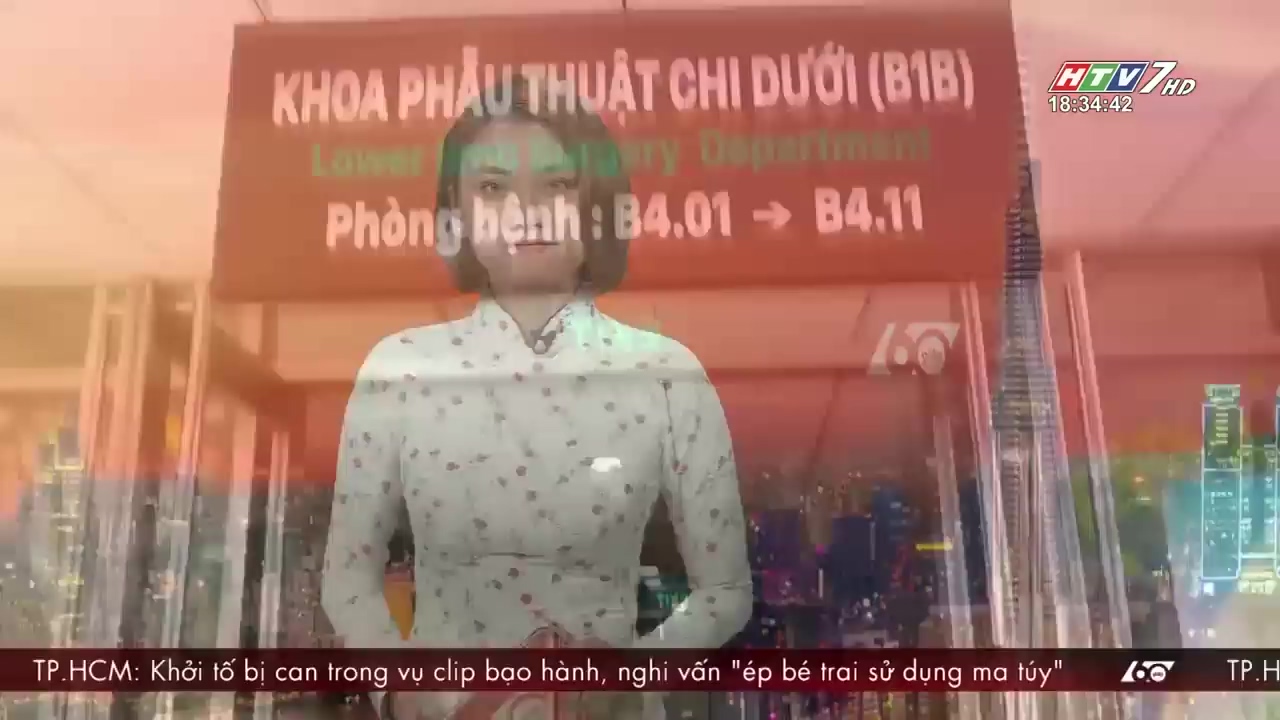 KHOA PHẪU THUẬT CHI DƯỚI (B1B)
Lower Limb Surgery Department
Phòng bệnh : B4.01 → B4.11
HTV7 HD
18:34:42
60
TP.HCM: Khởi tố bị can trong vụ clip bạo hành, nghi vấn "ép bé trai sử dụng ma túy"
60
TP.H